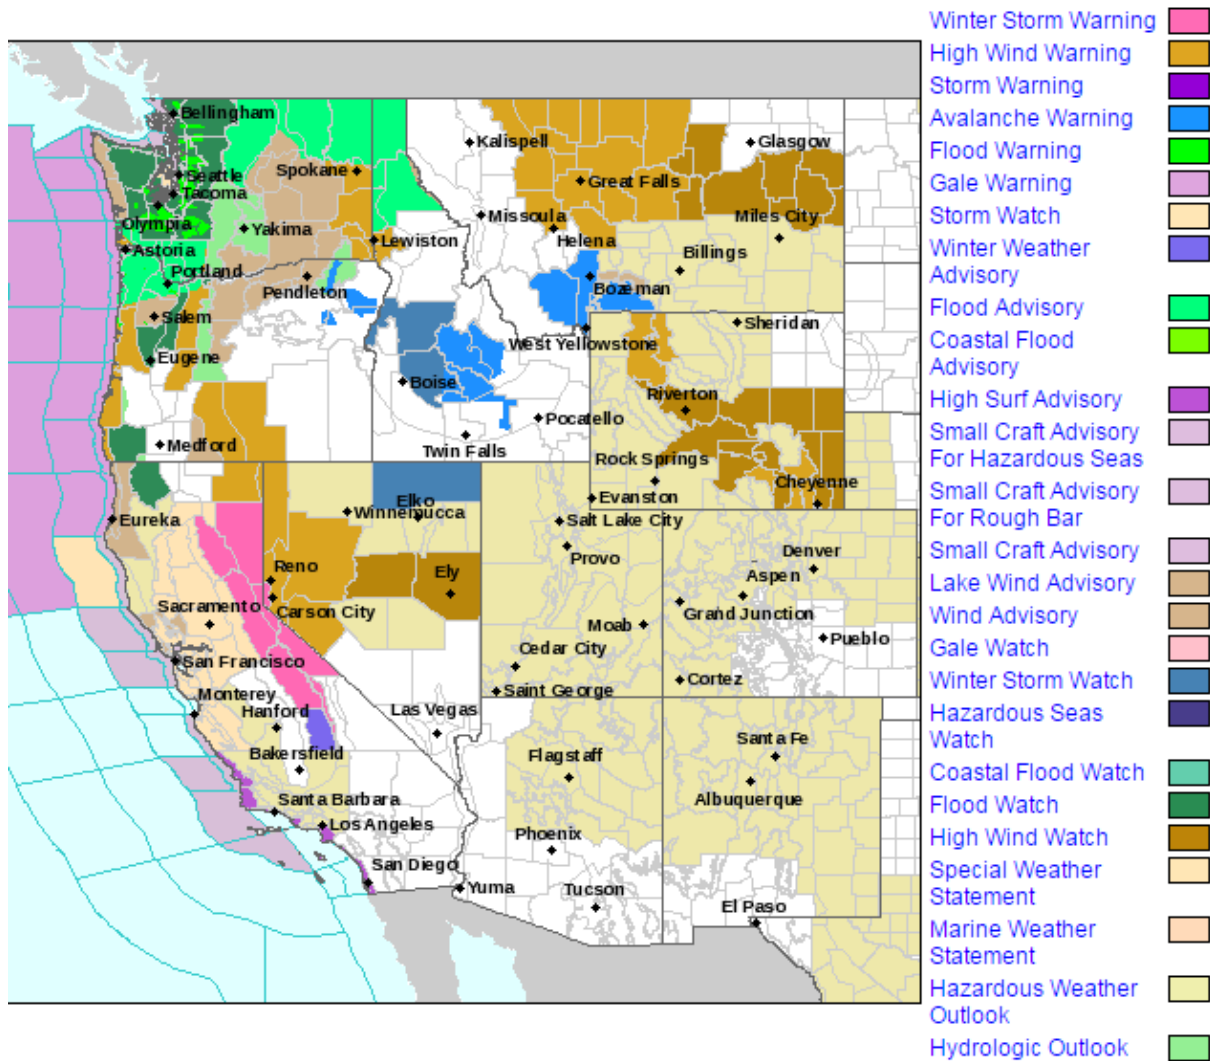 Winter Storm Warning
High Wind Warning
Storm Warning
Avalanche Warning
Flood Warning
Gale Warning
Storm Watch
Winter Weather
Advisory
Flood Advisory
Coastal Flood
Advisory
High Surf Advisory
Small Craft Advisory
For Hazardous Seas
Small Craft Advisory
For Rough Bar
Small Craft Advisory
Lake Wind Advisory
Wind Advisory
Gale Watch
Winter Storm Watch
Hazardous Seas
Watch
Coastal Flood Watch
Flood Watch
High Wind Watch
Special Weather
Statement
Marine Weather
Statement
Hazardous Weather
Outlook
Hydrologic Outlook
Bellingham
Kalispell
Glasgow
Seattle
Spokane
Great Falls
Tacoma
Olympia
Yakima
Missoula
Miles City
Astoria
Lewiston
Helena
Billings
Portland
Pendleton
Bozeman
Salem
Sheridan
Eugene
West Yellowstone
Boise
Riverton
Pocatello
Medford
Twin Falls
Rock Springs
Cheyenne
Evanston
Elko
Winnemucca
Eureka
Salt Lake City
Provo
Denver
Reno
Ely
Aspen
Sacramento
Carson City
Grand Junction
Moab
Pueblo
San Francisco
Cedar City
Cortez
Saint George
Monterey
Hanford
Las Vegas
Bakersfield
Flagstaff
Santa Fe
Albuquerque
Santa Barbara
Los Angeles
Phoenix
San Diego
Yuma
Tucson
El Paso